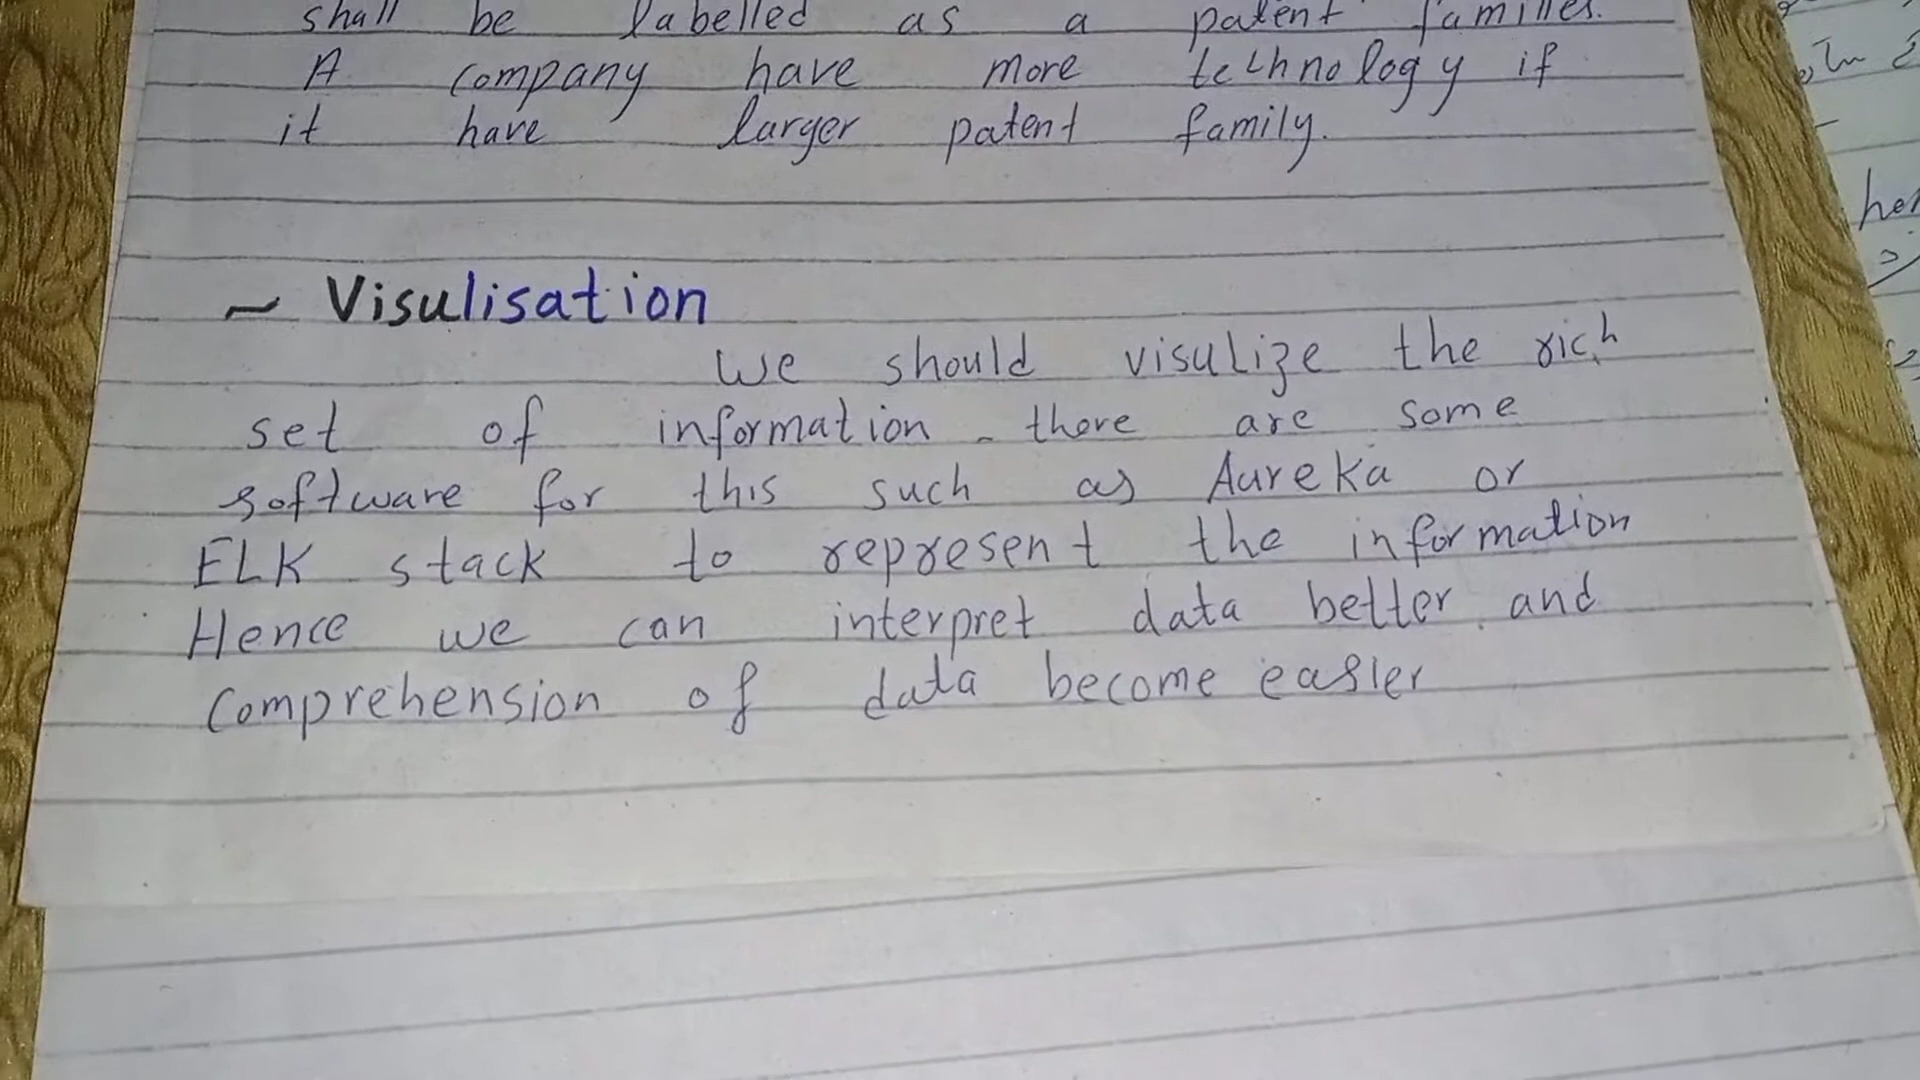 shall be labelled as a patent families.
A company have more technology if
it have larger patent family.
~ Visulisation
We should visulize the rich
set of information - there are some
software for this such as Aureka or
ELK stack to represent the information
Hence we can interpret data better and
comprehension of data become easier